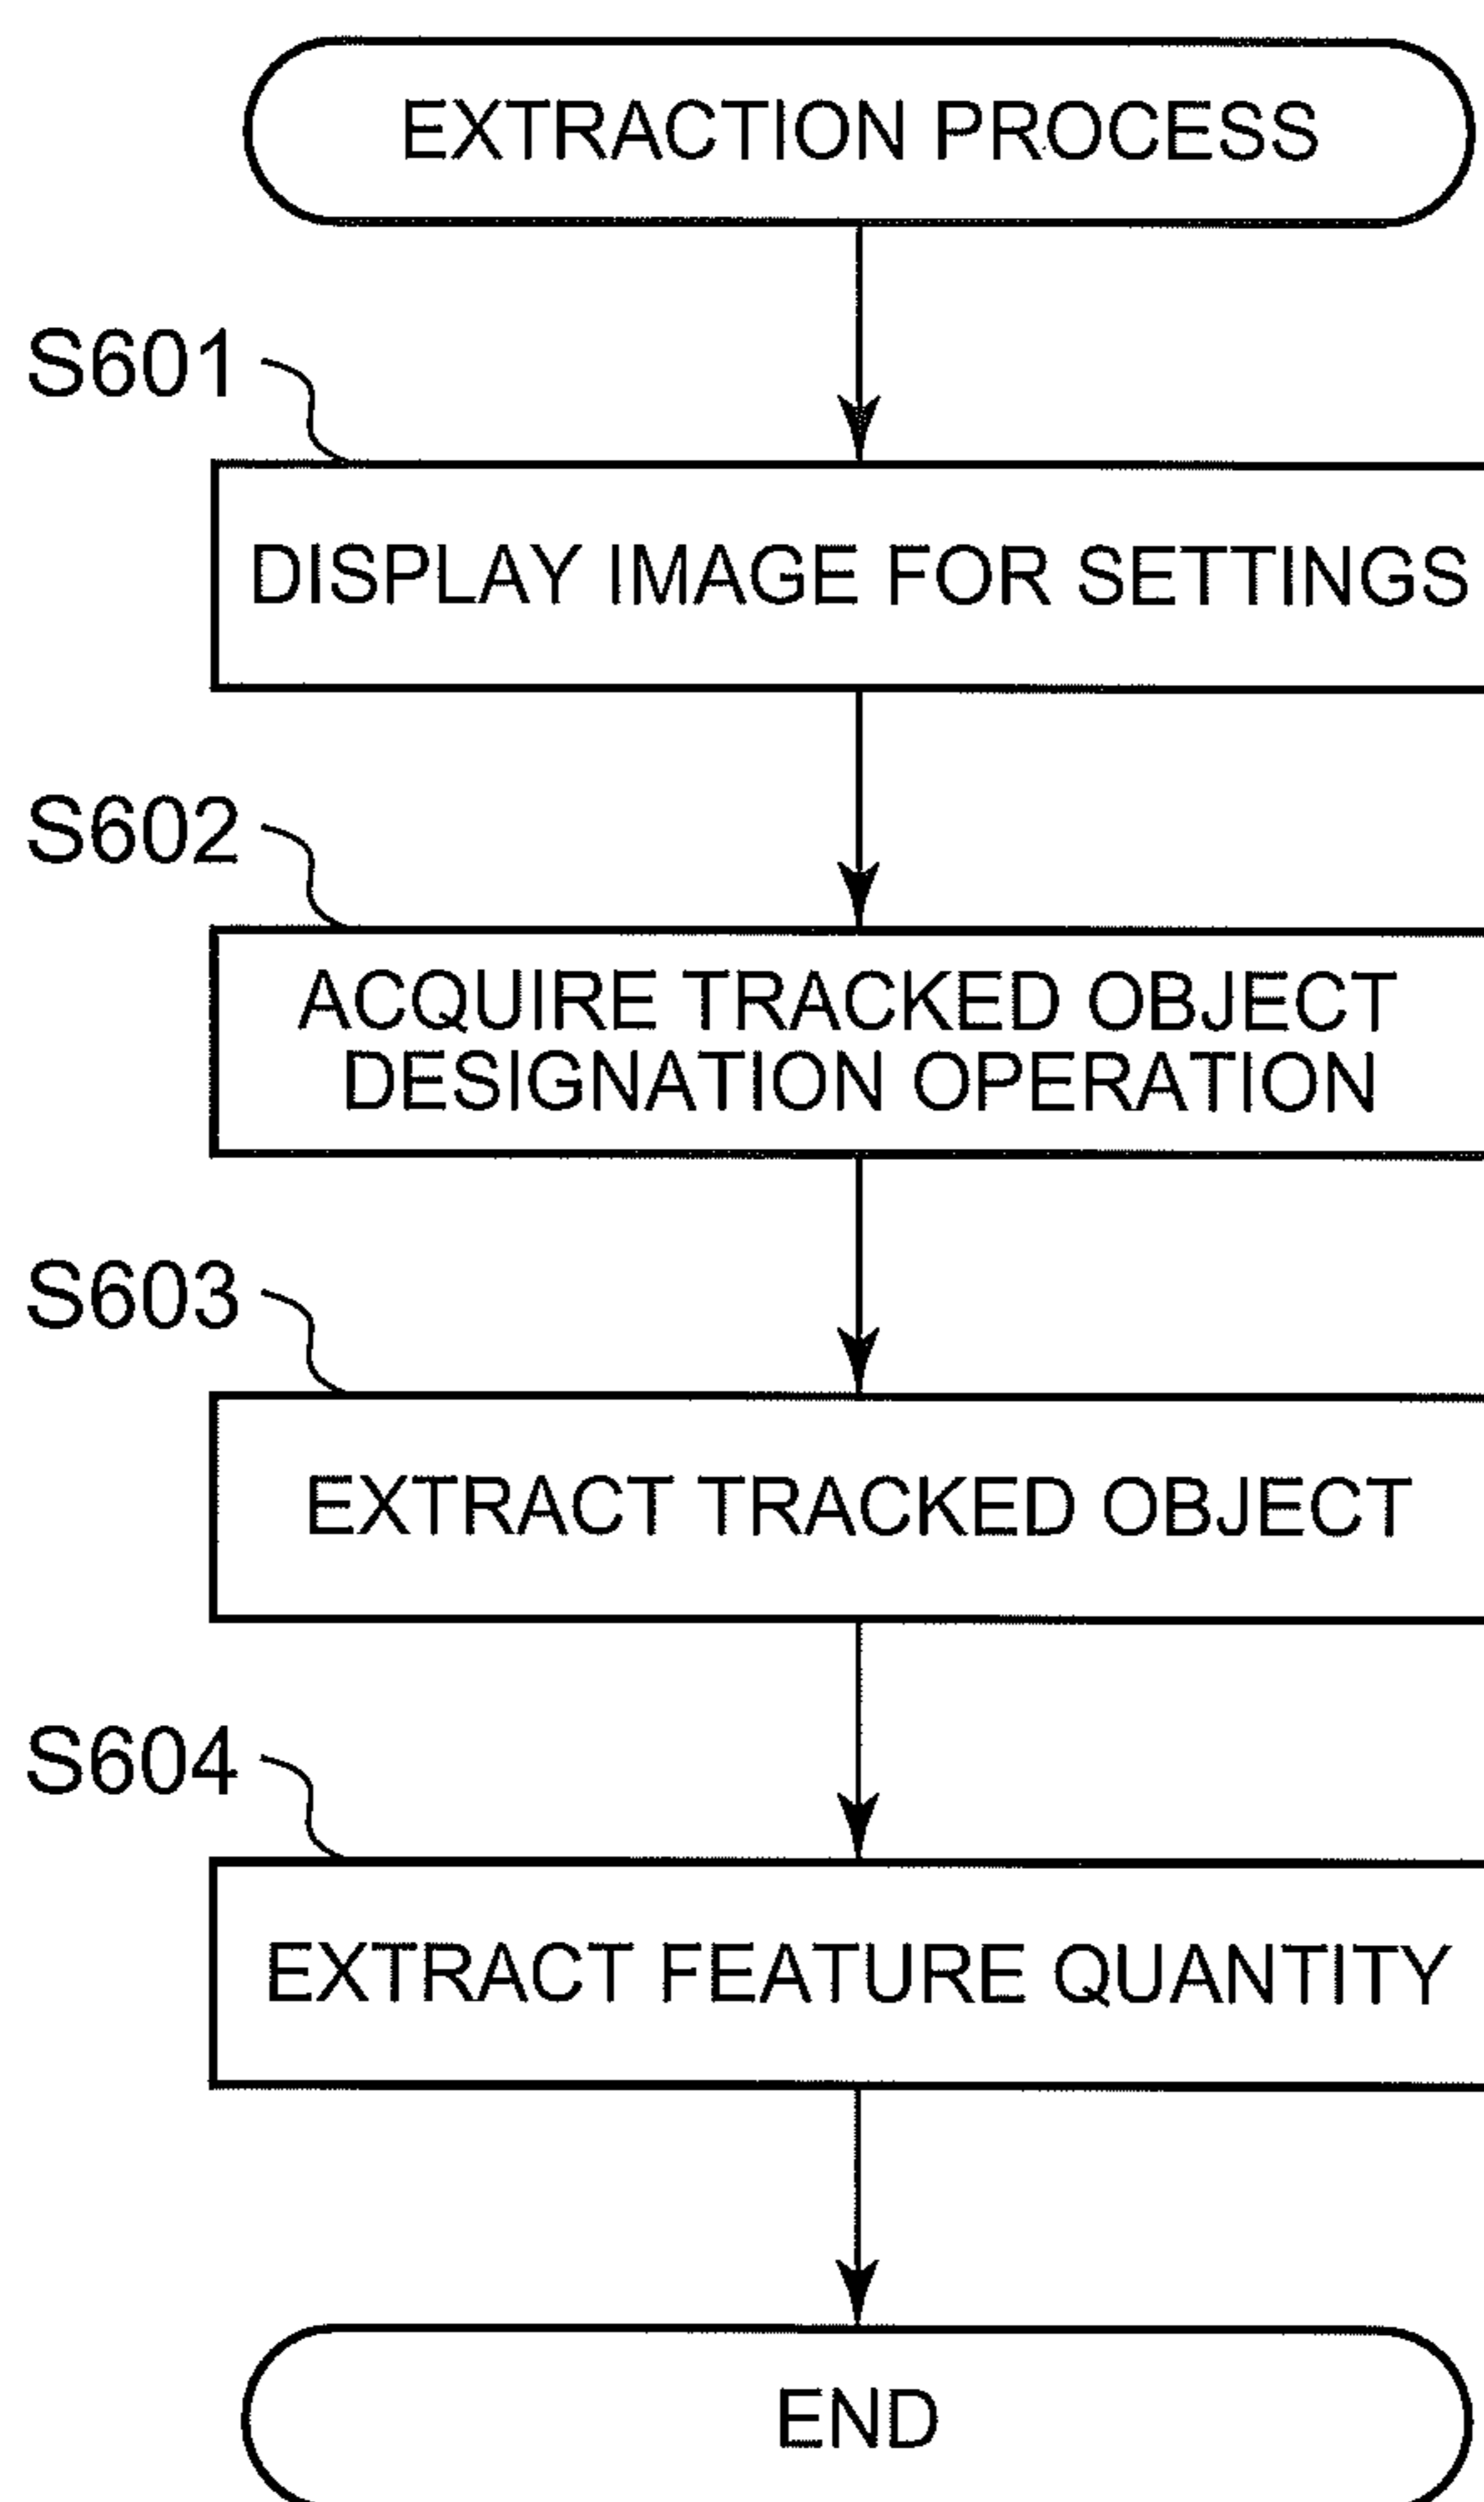 EXTRACTION PROCESS
S601
DISPLAY IMAGE FOR SETTINGS
S602
ACQUIRE TRACKED OBJECT
DESIGNATION OPERATION
S603
EXTRACT TRACKED OBJECT
S604
EXTRACT FEATURE QUANTITY
END